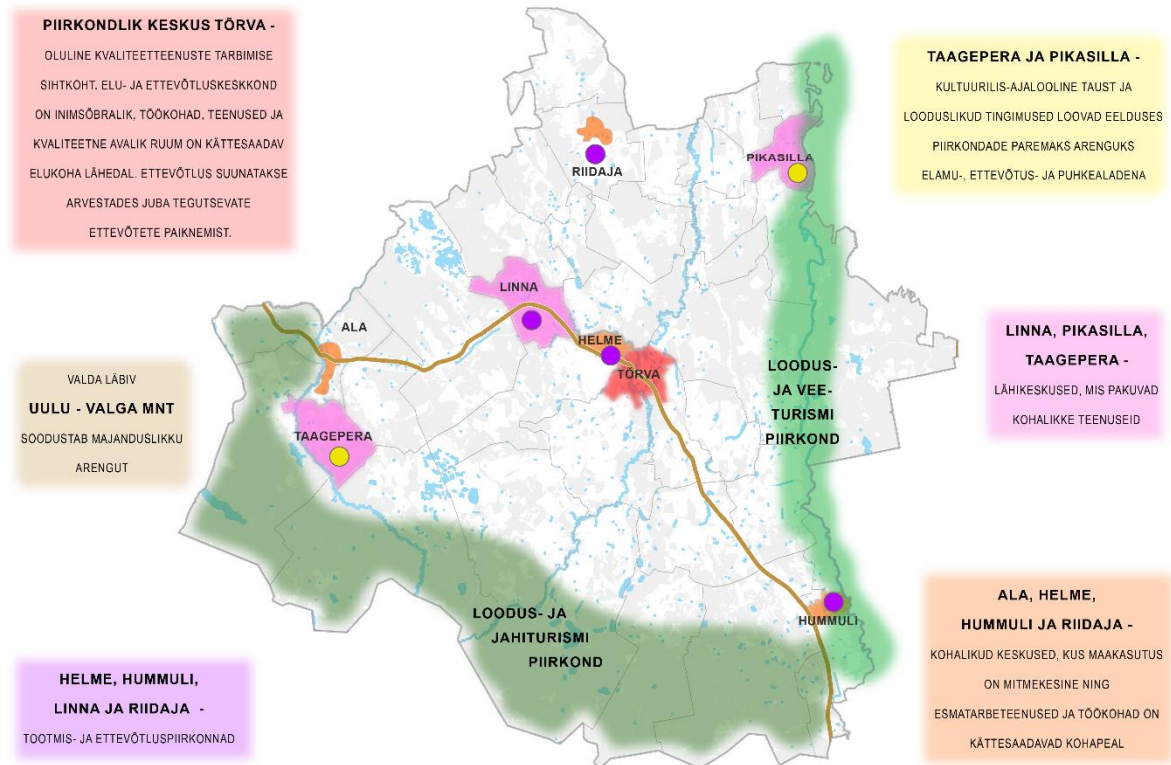 PIIRKONDLIK KESKUS TÕRVA -
OLULINE KVALITEETTEENUSTE TARBIMISE
SIHTKOHT. ELU- JA ETTEVÕTLUSKESKKOND
ON INIMSÕBRALIK, TÖÖKOHAD, TEENUSED JA
KVALITEETNE AVALIK RUUM ON KÄTTESAADAV
ELUKOHA LÄHEDAL. ETTEVÕTLUS SUUNATAKSE
ARVESTADES JUBA TEGUTSEVATE
ETTEVÕTETE PAIKNEMIST.
TAAGEPERA JA PIKASILLA -
KULTUURILIS-AJALOOLINE TAUST JA
LOODUSLIKUD TINGIMUSED LOOVAD EELDUSES
PIIRKONDADE PAREMAKS ARENGUKS
ELAMU-, ETTEVÕTUS- JA PUHKEALADENA
RIIDAJA
PIKASILLA
LINNA
ALA
HELME
TÕRVA
TAAGEPERA
LOODUS-
JA VEE-
TURISMI
PIIRKOND
VALDA LÄBIV
UULU - VALGA MNT
SOODUSTAB MAJANDUSLIKKU
ARENGUT
LINNA, PIKASILLA,
TAAGEPERA -
LÄHIKESKUSED, MIS PAKUVAD
KOHALIKKE TEENUSEID
LOODUS- JA
JAHITURISMI
PIIRKOND
HUMMULI
HELME, HUMMULI,
LINNA JA RIIDAJA -
TOOTMIS- JA ETTEVÕTLUSPIIRKONNAD
ALA, HELME,
HUMMULI JA RIIDAJA -
KOHALIKUD KESKUSED, KUS MAAKASUTUS
ON MITMEKESINE NING
ESMATARBETEENUSED JA TÖÖKOHAD ON
KÄTTESAADAVAD KOHAPEAL